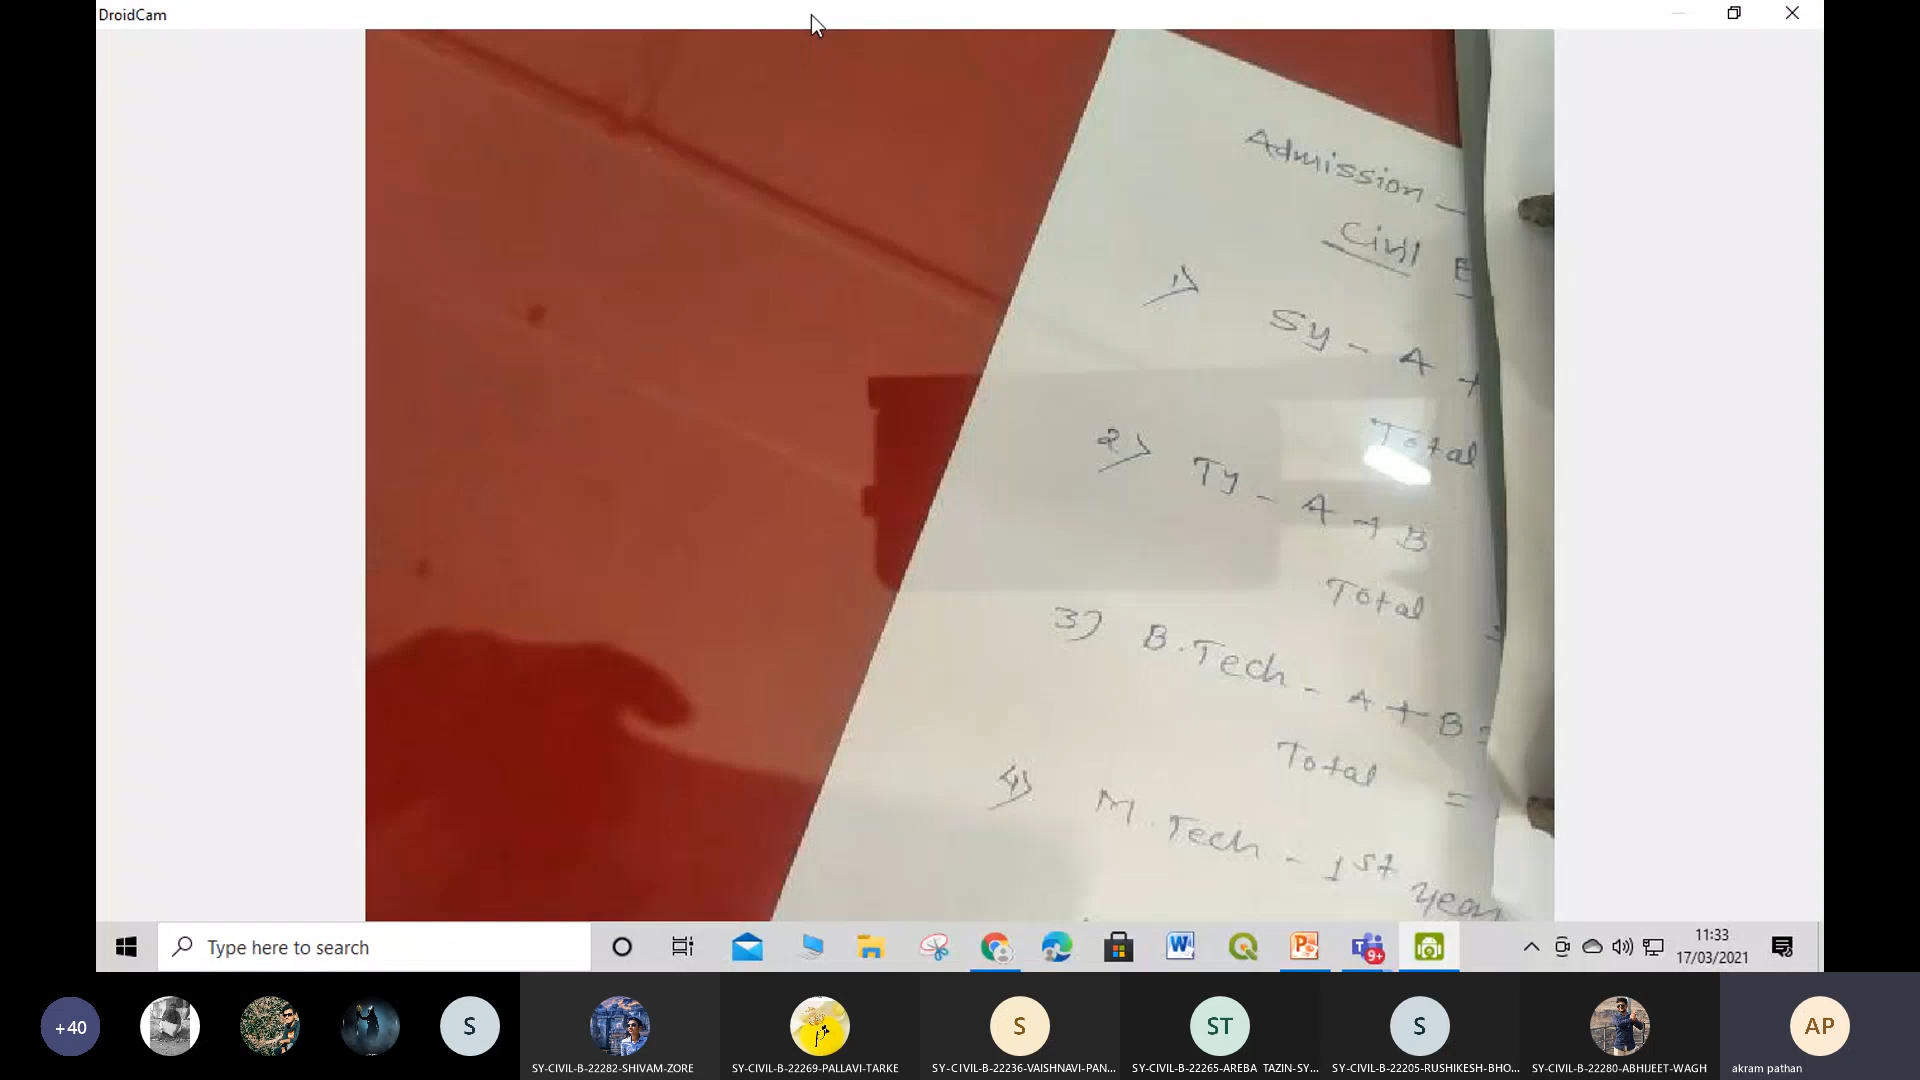 DroidCam
Admission -
Civil E
1)
Sy - A +
Total
2) Ty - A + B
Total =
3) B.Tech - A + B =
Total =
4) M.Tech - 1st year
Type here to search
9+
11:33
17/03/2021
+40
S
S
ST
S
AP
SY-CIVIL-B-22282-SHIVAM-ZORE
SY-CIVIL-B-22269-PALLAVI-TARKE
SY-CIVIL-B-22236-VAISHNAVI-PAN...
SY-CIVIL-B-22265-AREBA TAZIN-SY...
SY-CIVIL-B-22205-RUSHIKESH-BHO...
SY-CIVIL-B-22280-ABHIJEET-WAGH
akram pathan